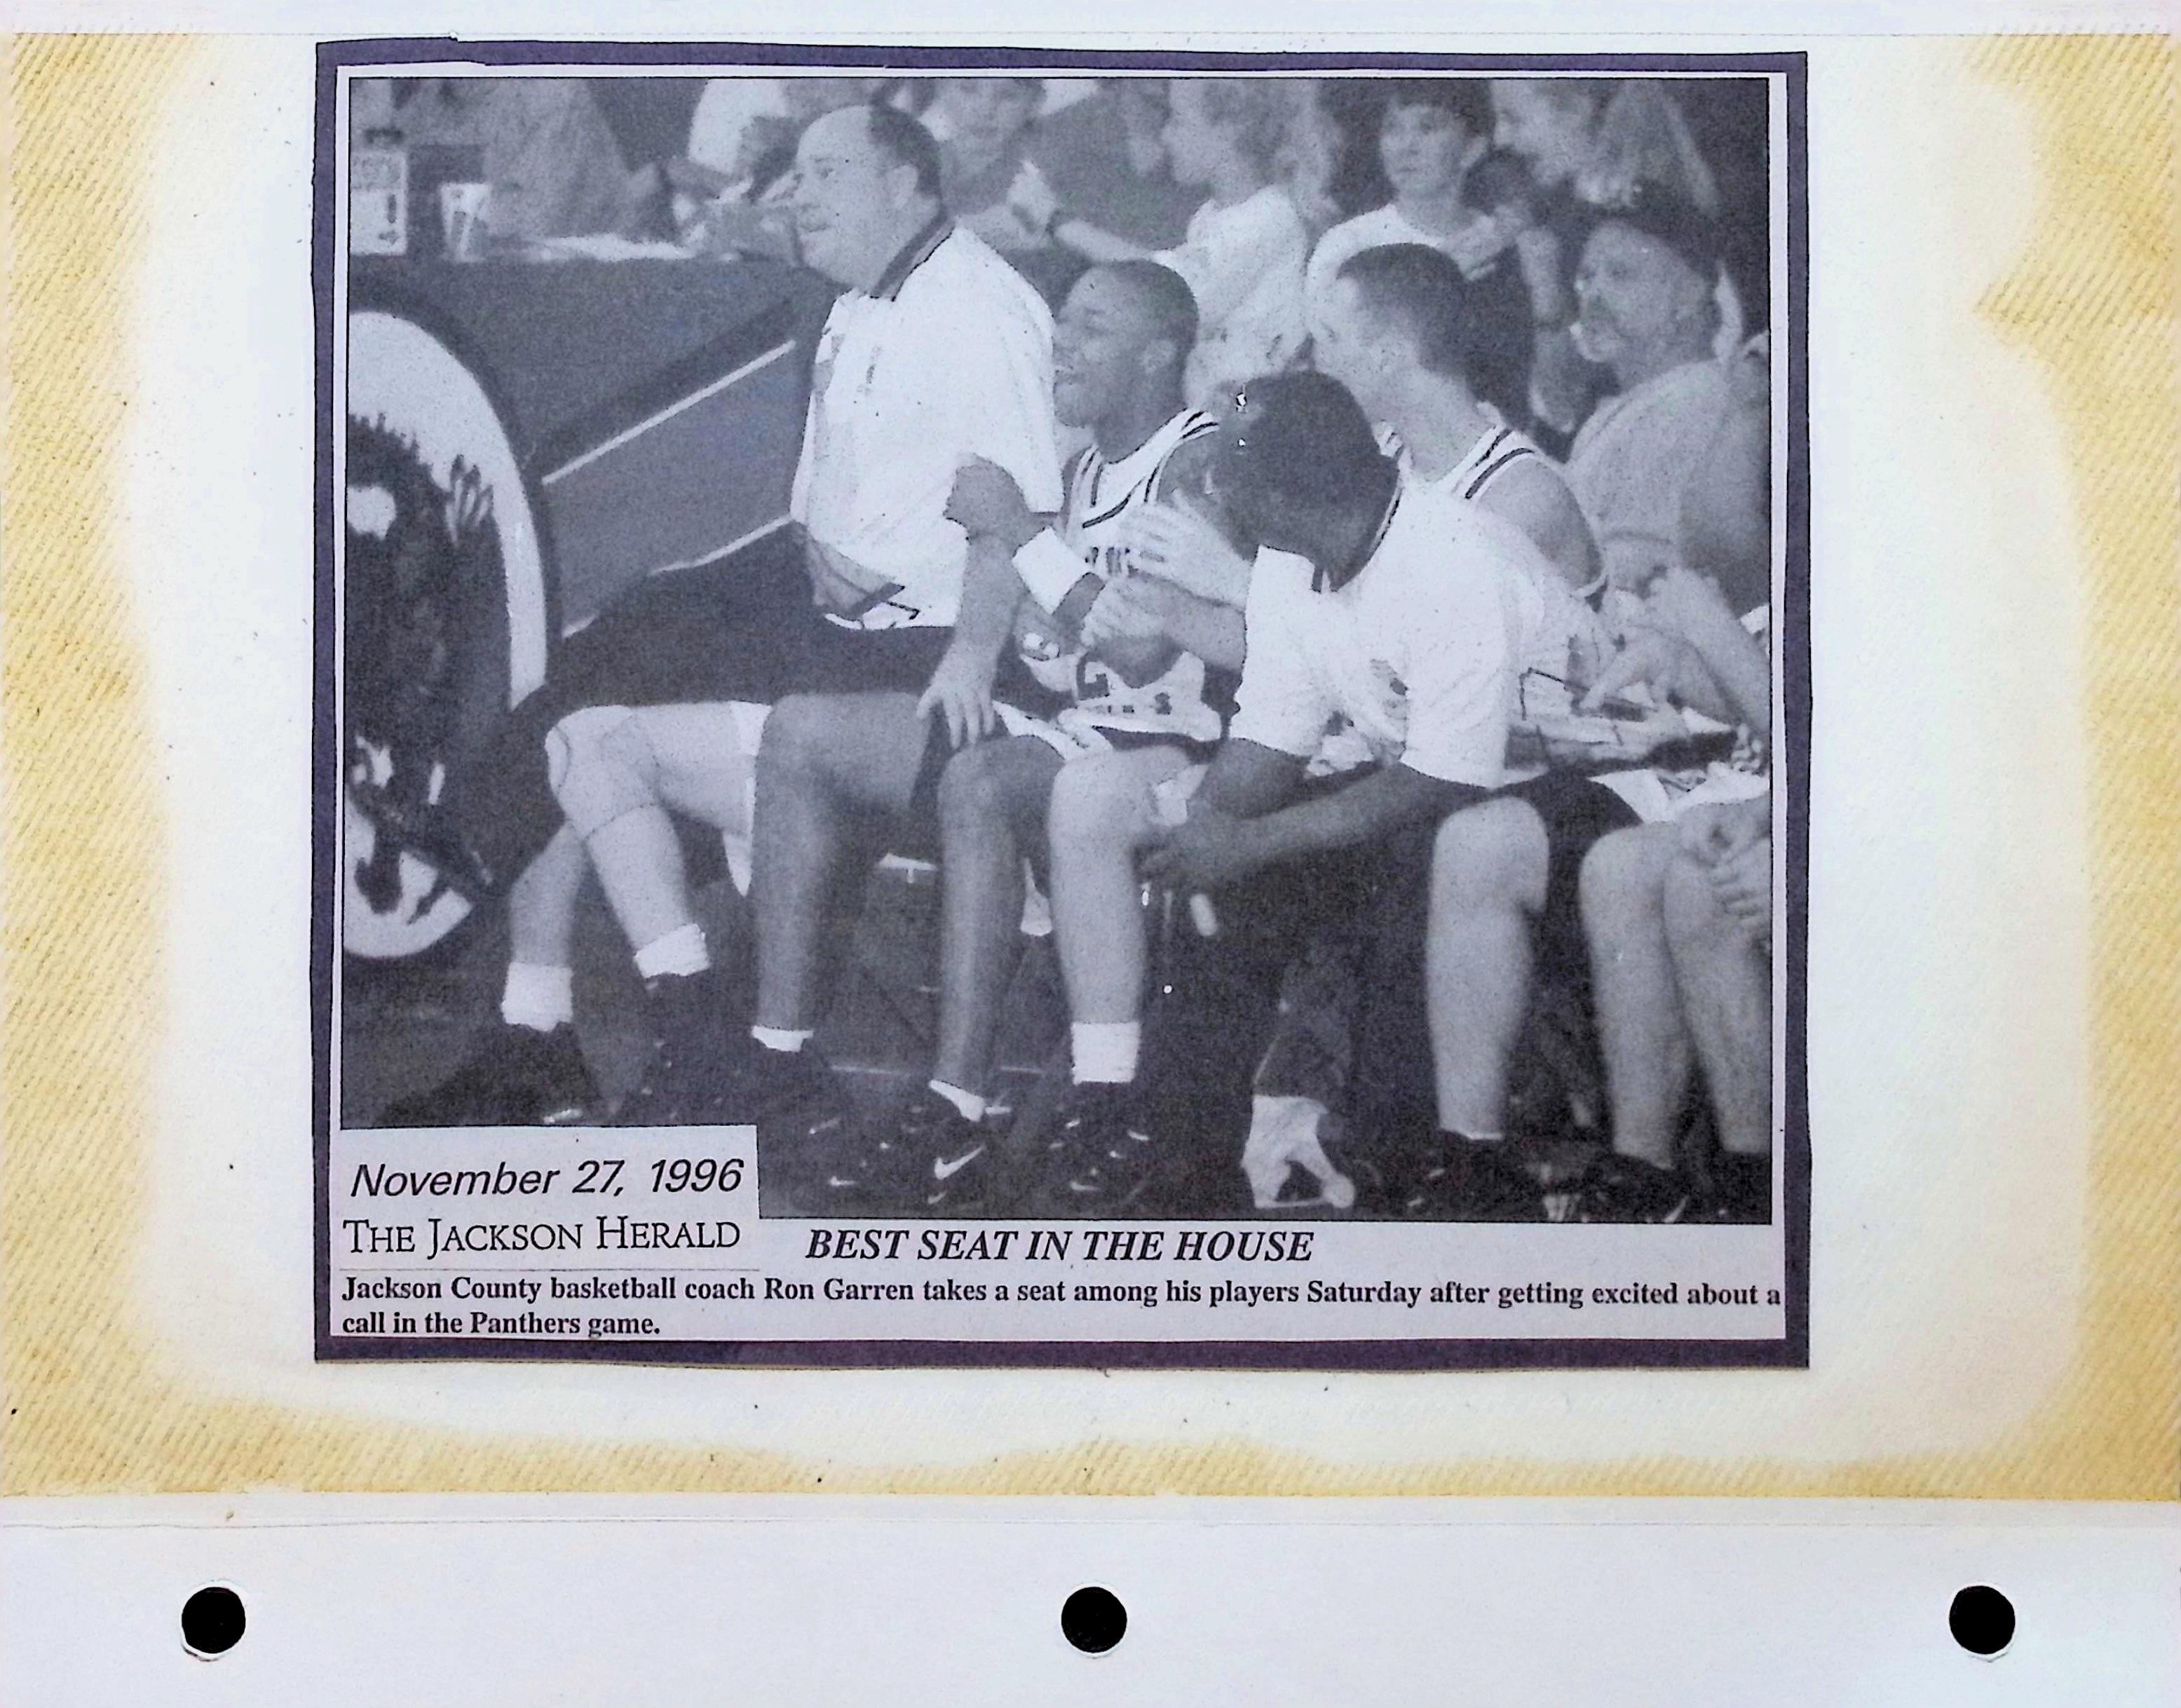 November 27, 1996
THE JACKSON HERALD
BEST SEAT IN THE HOUSE
Jackson County basketball coach Ron Garren takes a seat among his players Saturday after getting excited about a
call in the Panthers game.